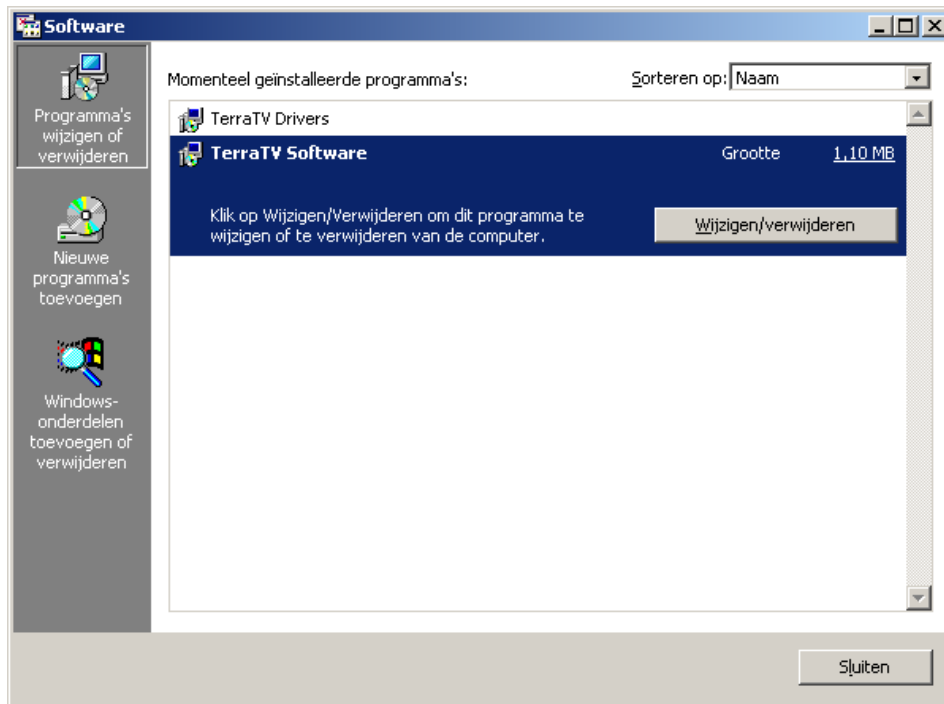 Software
Programma's
wijzigen of
verwijderen
Nieuwe
programma's
toevoegen
Windows-
onderdelen
toevoegen of
verwijderen
Momenteel geïnstalleerde programma's:
Sorteren op: Naam
TerraTV Drivers
TerraTV Software Grootte 1,10 MB
Klik op Wijzigen/Verwijderen om dit programma te
wijzigen of te verwijderen van de computer.
Wijzigen/verwijderen
Sluiten